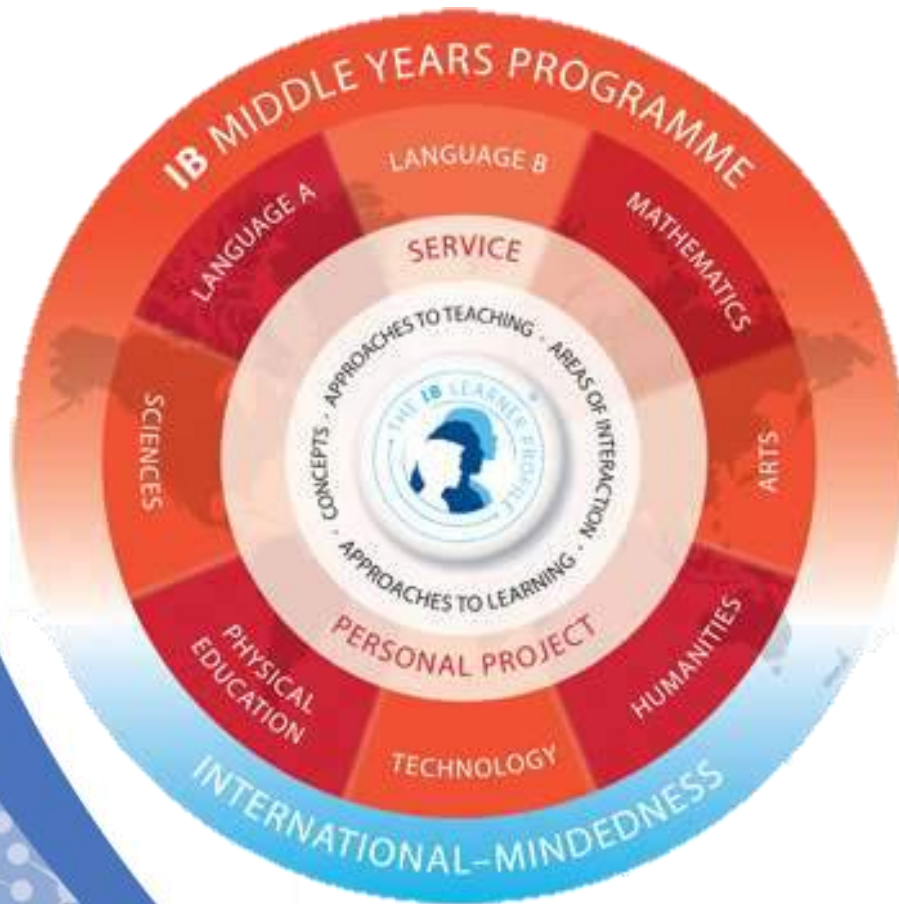 IB MIDDLE YEARS PROGRAMME
LANGUAGE B
LANGUAGE A
MATHEMATICS
SERVICE
APPROACHES TO TEACHING · AREAS OF INTERACTION · APPROACHES TO LEARNING · CONCEPTS ·
THE IB LEARNER PROFILE
SCIENCES
ARTS
PERSONAL PROJECT
PHYSICAL
EDUCATION
HUMANITIES
TECHNOLOGY
INTERNATIONAL–MINDEDNESS